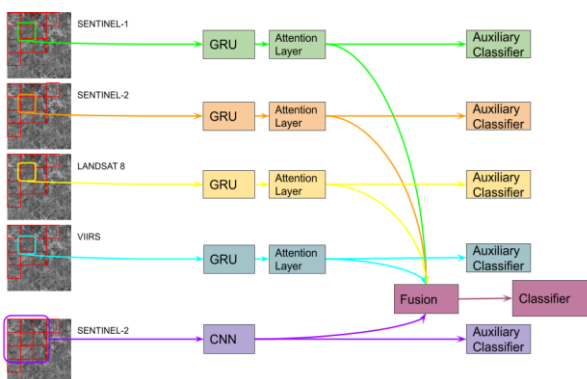 SENTINEL-1
GRU
Attention
Layer
Auxiliary
Classifier
SENTINEL-2
GRU
Attention
Layer
Auxiliary
Classifier
LANDSAT 8
GRU
Attention
Layer
Auxiliary
Classifier
VIIRS
GRU
Attention
Layer
Auxiliary
Classifier
Fusion
Classifier
SENTINEL-2
CNN
Auxiliary
Classifier